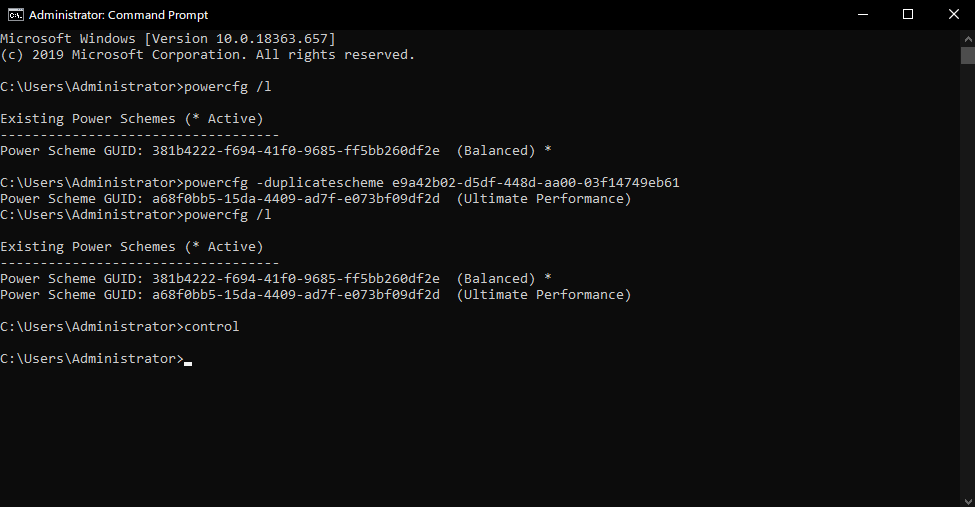 Administrator: Command Prompt
Microsoft Windows [Version 10.0.18363.657]
(c) 2019 Microsoft Corporation. All rights reserved.
C:\Users\Administrator>powercfg /l
Existing Power Schemes (* Active)
-----------------------------------
Power Scheme GUID: 381b4222-f694-41f0-9685-ff5bb260df2e  (Balanced) *
C:\Users\Administrator>powercfg -duplicatescheme e9a42b02-d5df-448d-aa00-03f14749eb61
Power Scheme GUID: a68f0bb5-15da-4409-ad7f-e073bf09df2d  (Ultimate Performance)
C:\Users\Administrator>powercfg /l
Existing Power Schemes (* Active)
-----------------------------------
Power Scheme GUID: 381b4222-f694-41f0-9685-ff5bb260df2e  (Balanced) *
Power Scheme GUID: a68f0bb5-15da-4409-ad7f-e073bf09df2d  (Ultimate Performance)
C:\Users\Administrator>control
C:\Users\Administrator>